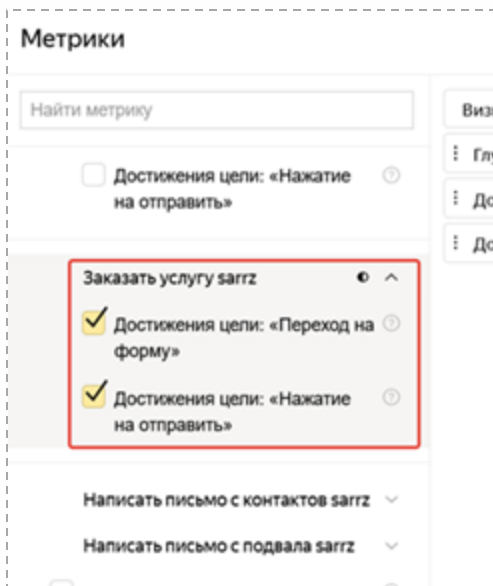 Метрики
Найти метрику
Достижения цели: «Нажатие
на отправить»
Заказать услугу sarrz
Достижения цели: «Переход на
форму»
Достижения цели: «Нажатие
на отправить»
Написать письмо с контактов sarrz
Написать письмо с подвала sarrz